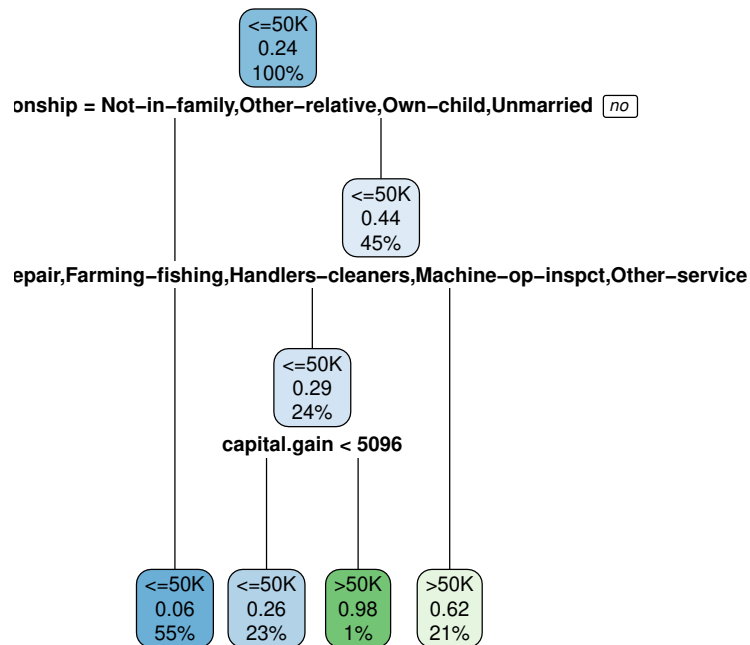 <=50K
0.24
100%
onship = Not−in−family,Other−relative,Own−child,Unmarried no
<=50K
0.44
45%
epair,Farming−fishing,Handlers−cleaners,Machine−op−inspct,Other−service
<=50K
0.29
24%
capital.gain < 5096
<=50K <=50K >50K >50K
0.06 0.26 0.98 0.62
55% 23% 1% 21%